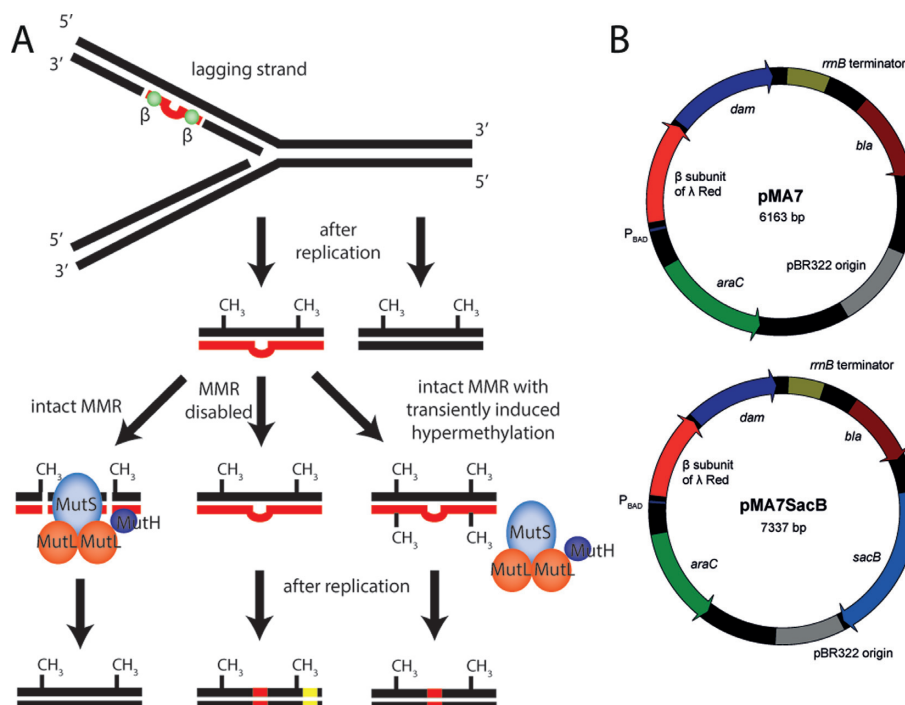 A
5′
3′
lagging strand
β
β
3′
5′
5′
3′
after
replication
CH3
CH3
CH3
CH3
intact MMR
MMR
disabled
intact MMR with
transiently induced
hypermethylation
CH3
CH3
CH3
CH3
CH3
CH3
CH3
CH3
MutS
MutH
MutL
MutL
MutS
MutH
MutL
MutL
after replication
CH3
CH3
CH3
CH3
CH3
CH3
B
rrnB terminator
dam
bla
β subunit
of λ Red
pMA7
6163 bp
PBAD
pBR322 origin
araC
rrnB terminator
dam
bla
β subunit
of λ Red
PBAD
pMA7SacB
7337 bp
sacB
araC
pBR322 origin